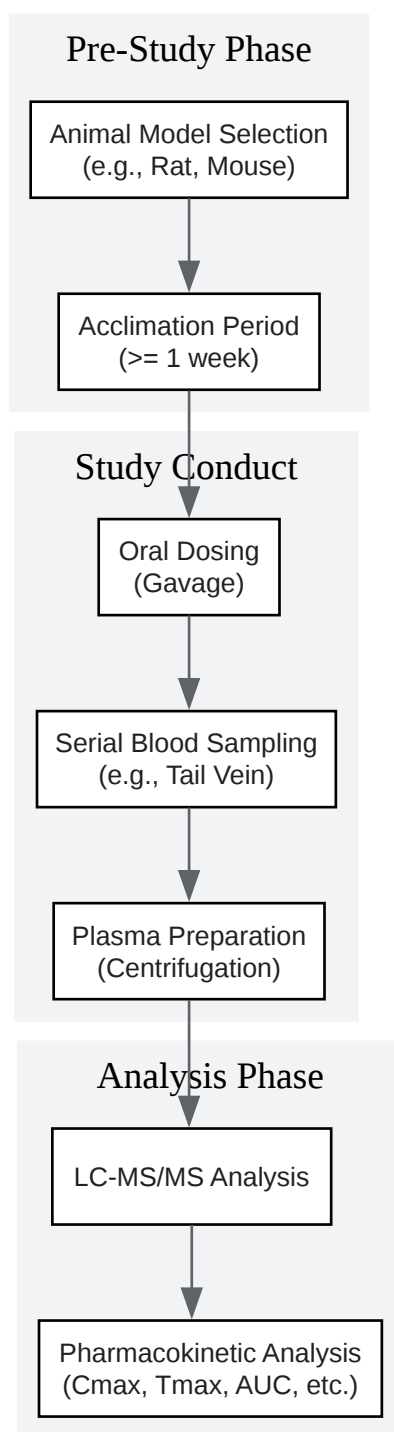 Pre-Study Phase
Animal Model Selection
(e.g., Rat, Mouse)
Acclimation Period
(>= 1 week)
Study Conduct
Oral Dosing
(Gavage)
Serial Blood Sampling
(e.g., Tail Vein)
Plasma Preparation
(Centrifugation)
Analysis Phase
LC-MS/MS Analysis
Pharmacokinetic Analysis
(Cmax, Tmax, AUC, etc.)